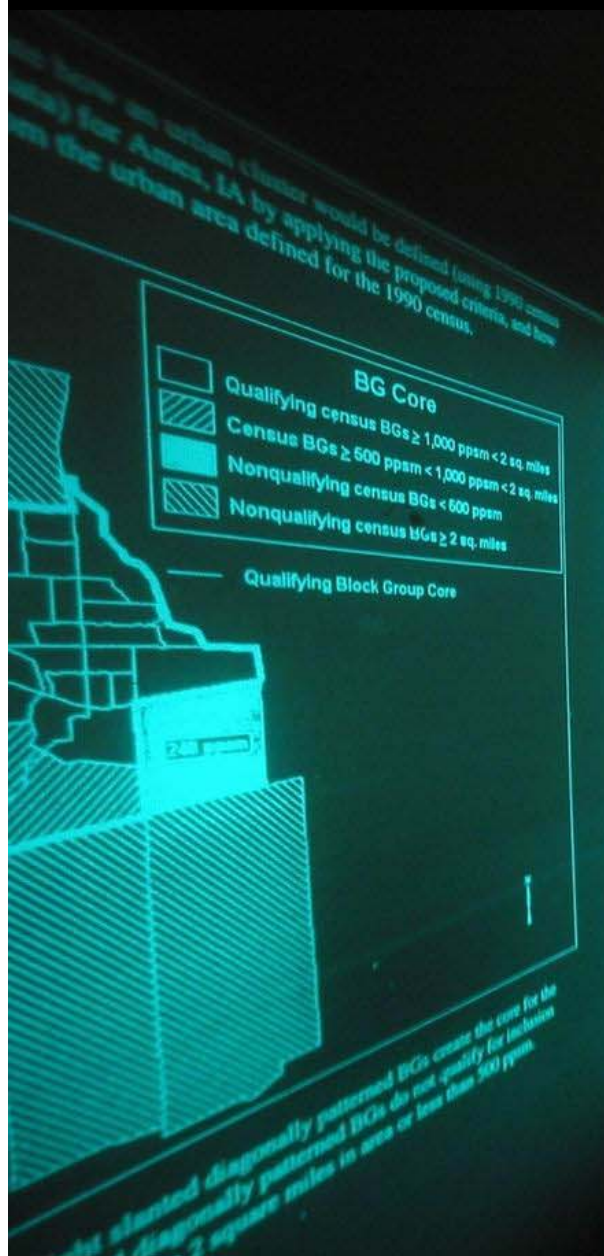 how an urban cluster would be defined (using 1990 census
data) for Ames, IA by applying the proposed criteria, and how
the urban area defined for the 1990 census.
BG Core
Qualifying census BGs ≥ 1,000 ppsm < 2 sq. miles
Census BGs ≥ 500 ppsm < 1,000 ppsm < 2 sq. miles
Nonqualifying census BGs < 500 ppsm
Nonqualifying census BGs ≥ 2 sq. miles
Qualifying Block Group Core
ppsm
N
slanted diagonally patterned BGs create the core for the
diagonally patterned BGs do not qualify for inclusion
2 square miles in area or less than 500 ppsm.